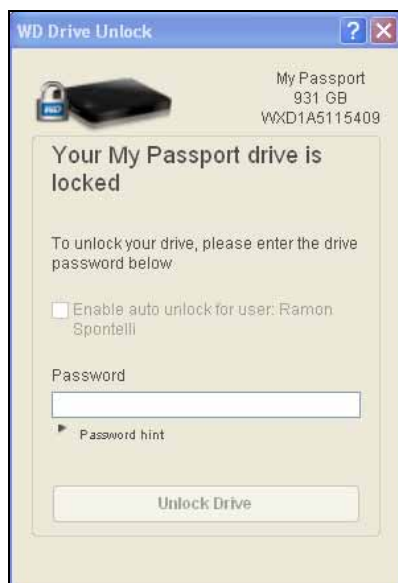 WD Drive Unlock
My Passport
931 GB
WXD1A5115409
Your My Passport drive is
locked
To unlock your drive, please enter the drive
password below
Enable auto unlock for user: Ramon
Spontelli
Password
Password hint
Unlock Drive